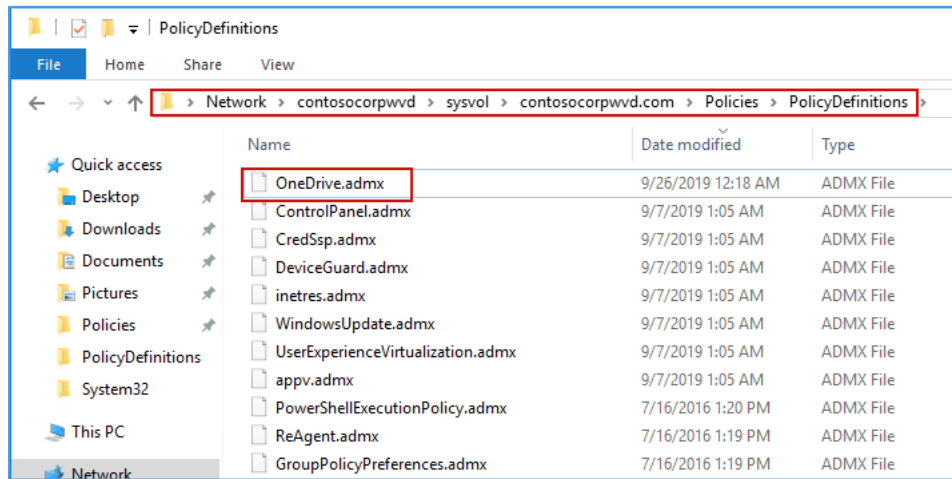 PolicyDefinitions
File Home Share View
Network > contosocorpwvd > sysvol > contosocorpwvd.com > Policies > PolicyDefinitions >
Name Date modified Type
Quick access
OneDrive.admx 9/26/2019 12:18 AM ADMX File
Desktop
ControlPanel.admx 9/7/2019 1:05 AM ADMX File
Downloads
CredSsp.admx 9/7/2019 1:05 AM ADMX File
Documents
DeviceGuard.admx 9/7/2019 1:05 AM ADMX File
Pictures
inetres.admx 9/7/2019 1:05 AM ADMX File
Policies
WindowsUpdate.admx 9/7/2019 1:05 AM ADMX File
PolicyDefinitions
UserExperienceVirtualization.admx 9/7/2019 1:05 AM ADMX File
System32
appv.admx 9/7/2019 1:05 AM ADMX File
PowerShellExecutionPolicy.admx 7/16/2016 1:20 PM ADMX File
This PC
ReAgent.admx 7/16/2016 1:19 PM ADMX File
Network
GroupPolicyPreferences.admx 7/16/2016 1:19 PM ADMX File